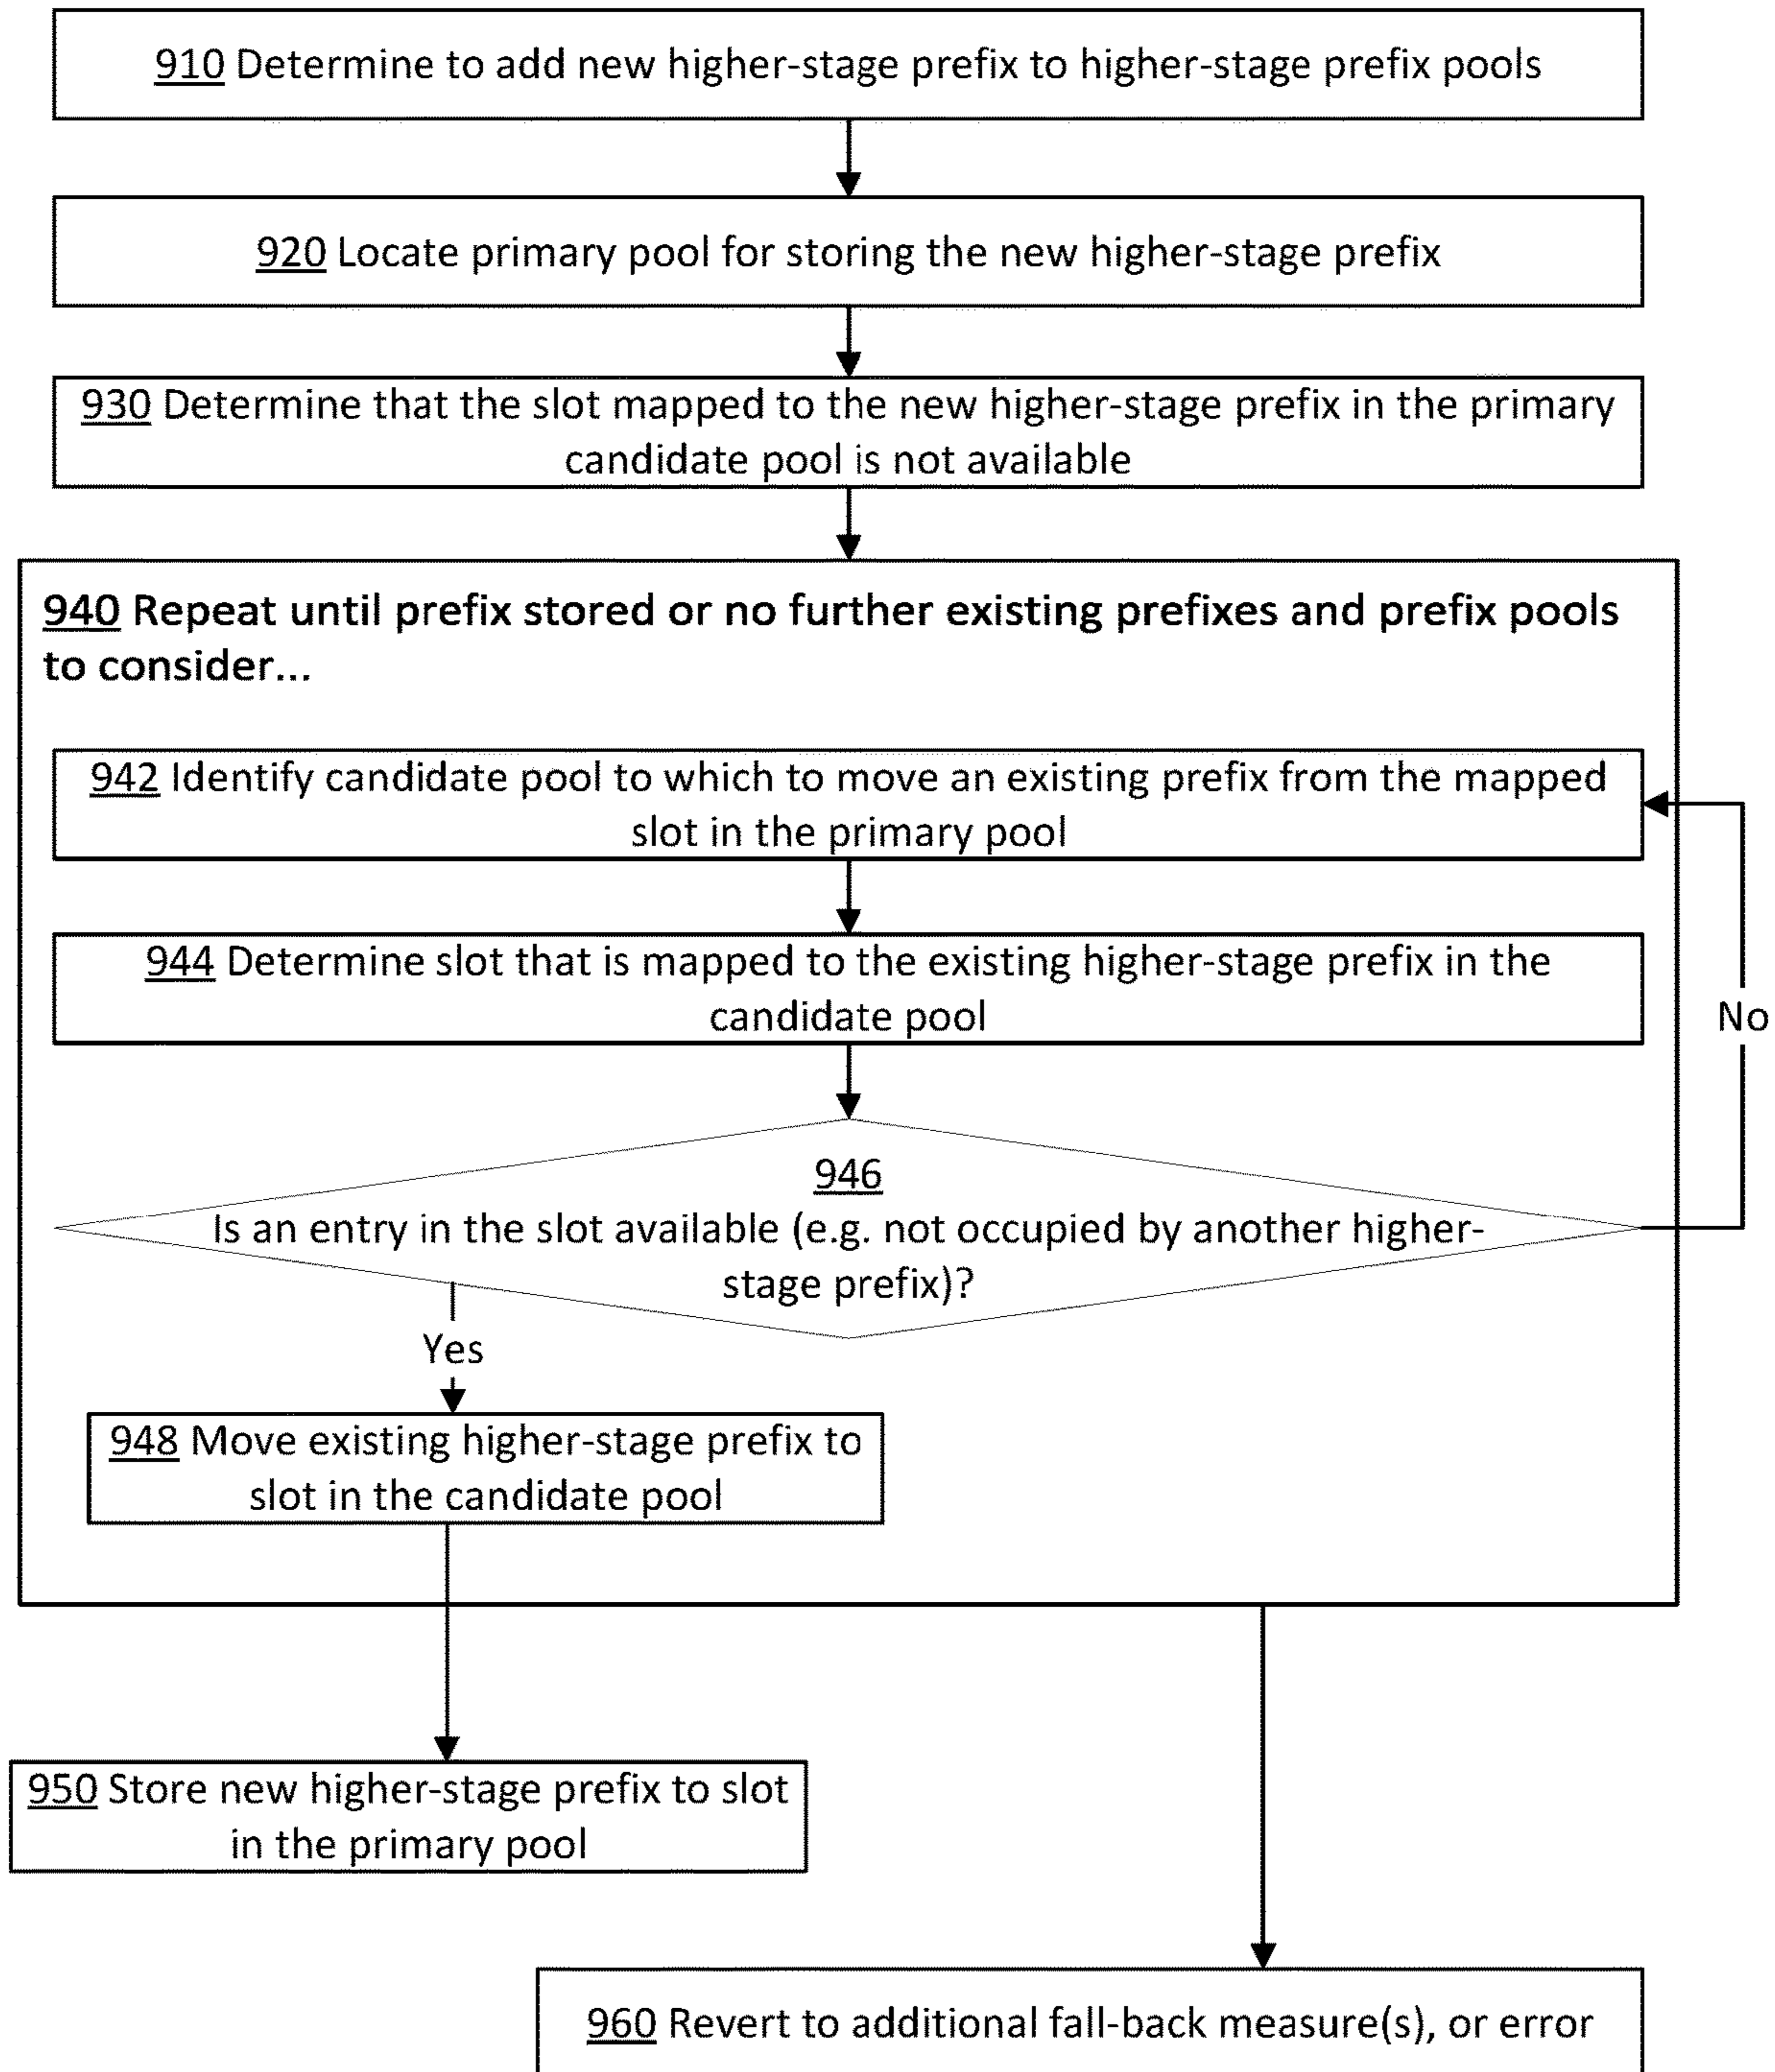 910 Determine to add new higher-stage prefix to higher-stage prefix pools
920 Locate primary pool for storing the new higher-stage prefix
930 Determine that the slot mapped to the new higher-stage prefix in the primary
candidate pool is not available
940 Repeat until prefix stored or no further existing prefixes and prefix pools
to consider...
942 Identify candidate pool to which to move an existing prefix from the mapped
slot in the primary pool
944 Determine slot that is mapped to the existing higher-stage prefix in the
candidate pool
No
946
Is an entry in the slot available (e.g. not occupied by another higher-
stage prefix)?
Yes
948 Move existing higher-stage prefix to
slot in the candidate pool
950 Store new higher-stage prefix to slot
in the primary pool
960 Revert to additional fall-back measure(s), or error